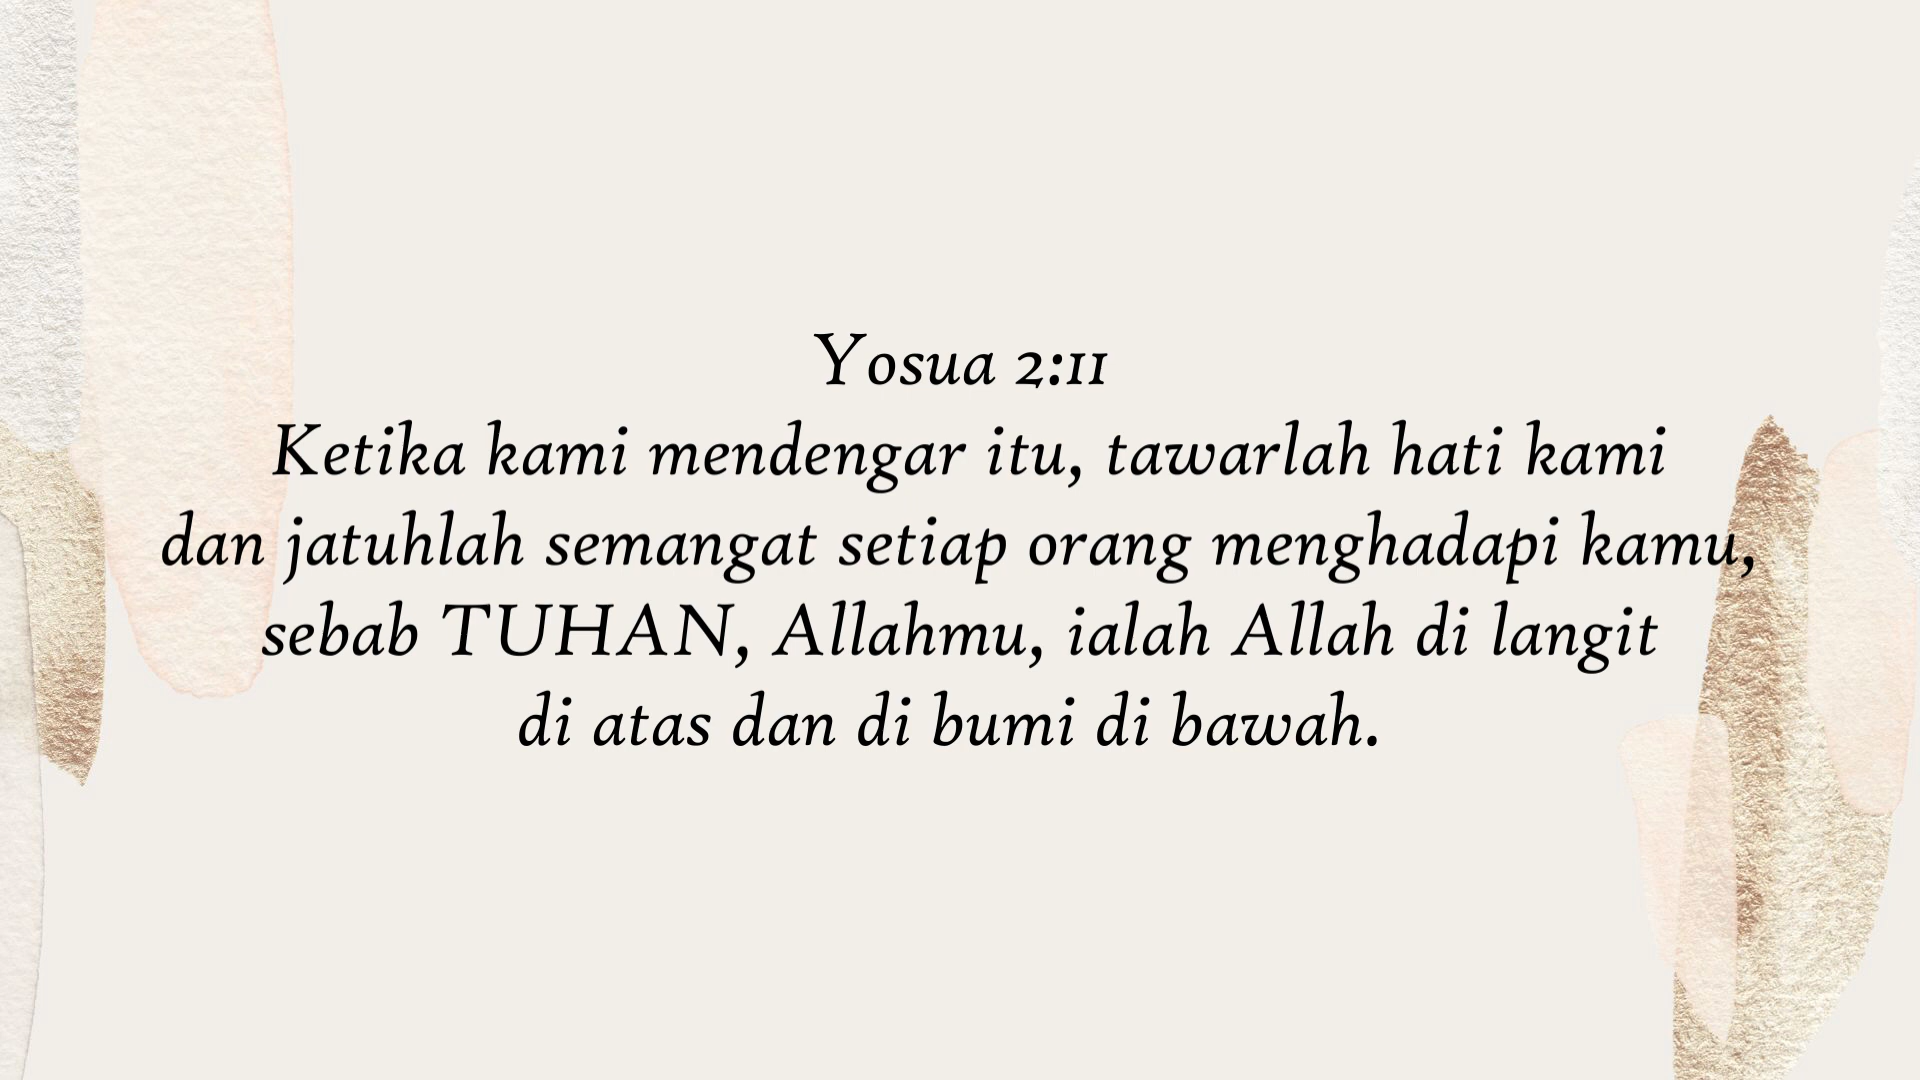 Yosua 2:11
Ketika kami mendengar itu, tawarlah hati kami
dan jatuhlah semangat setiap orang menghadapi kamu,
sebab TUHAN, Allahmu, ialah Allah di langit
di atas dan di bumi di bawah.